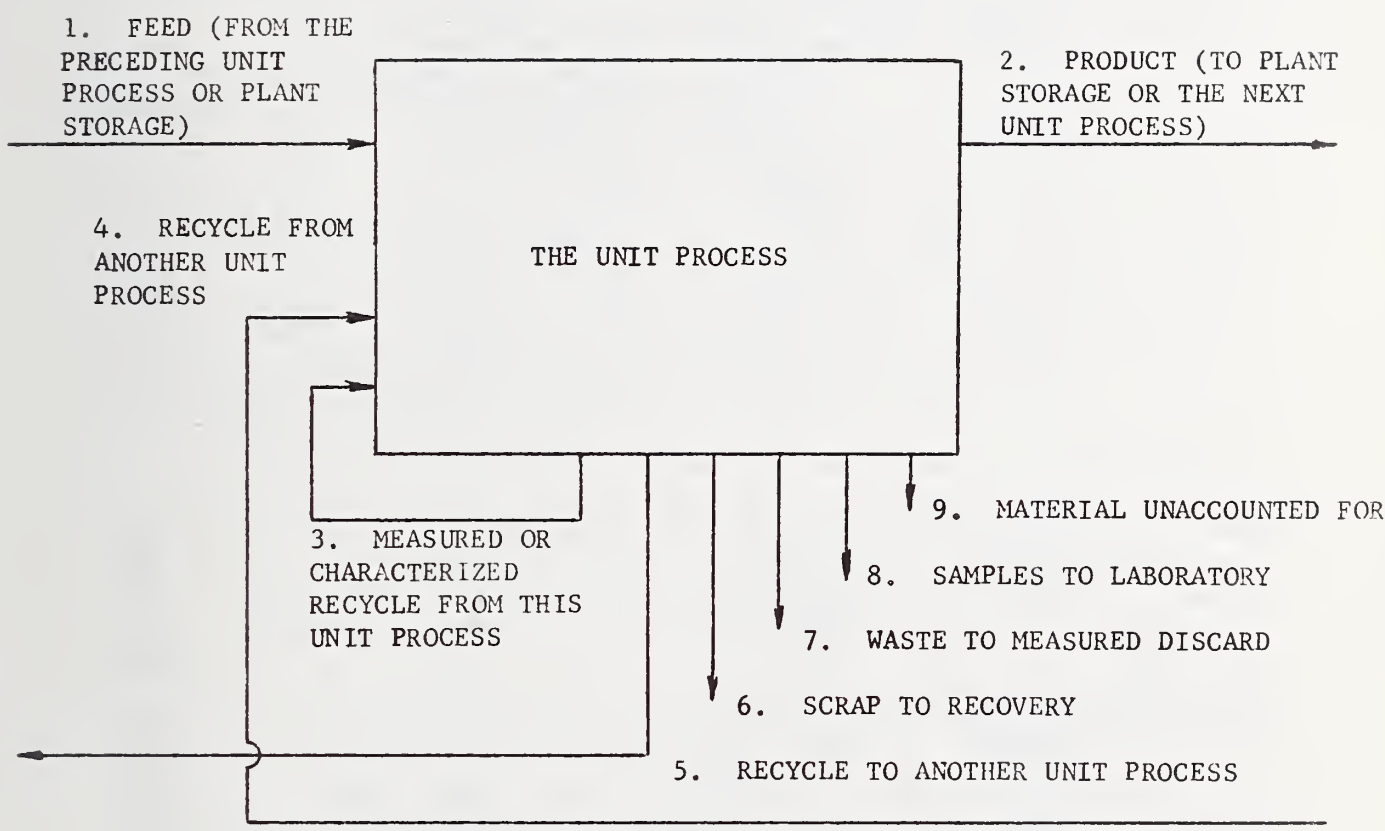 1. FEED (FROM THE
PRECEDING UNIT
PROCESS OR PLANT
STORAGE)
2. PRODUCT (TO PLANT
STORAGE OR THE NEXT
UNIT PROCESS)
4. RECYCLE FROM
ANOTHER UNIT
PROCESS
THE UNIT PROCESS
3. MEASURED OR
CHARACTERIZED
RECYCLE FROM THIS
UNIT PROCESS
9. MATERIAL UNACCOUNTED FOR
8. SAMPLES TO LABORATORY
7. WASTE TO MEASURED DISCARD
6. SCRAP TO RECOVERY
5. RECYCLE TO ANOTHER UNIT PROCESS